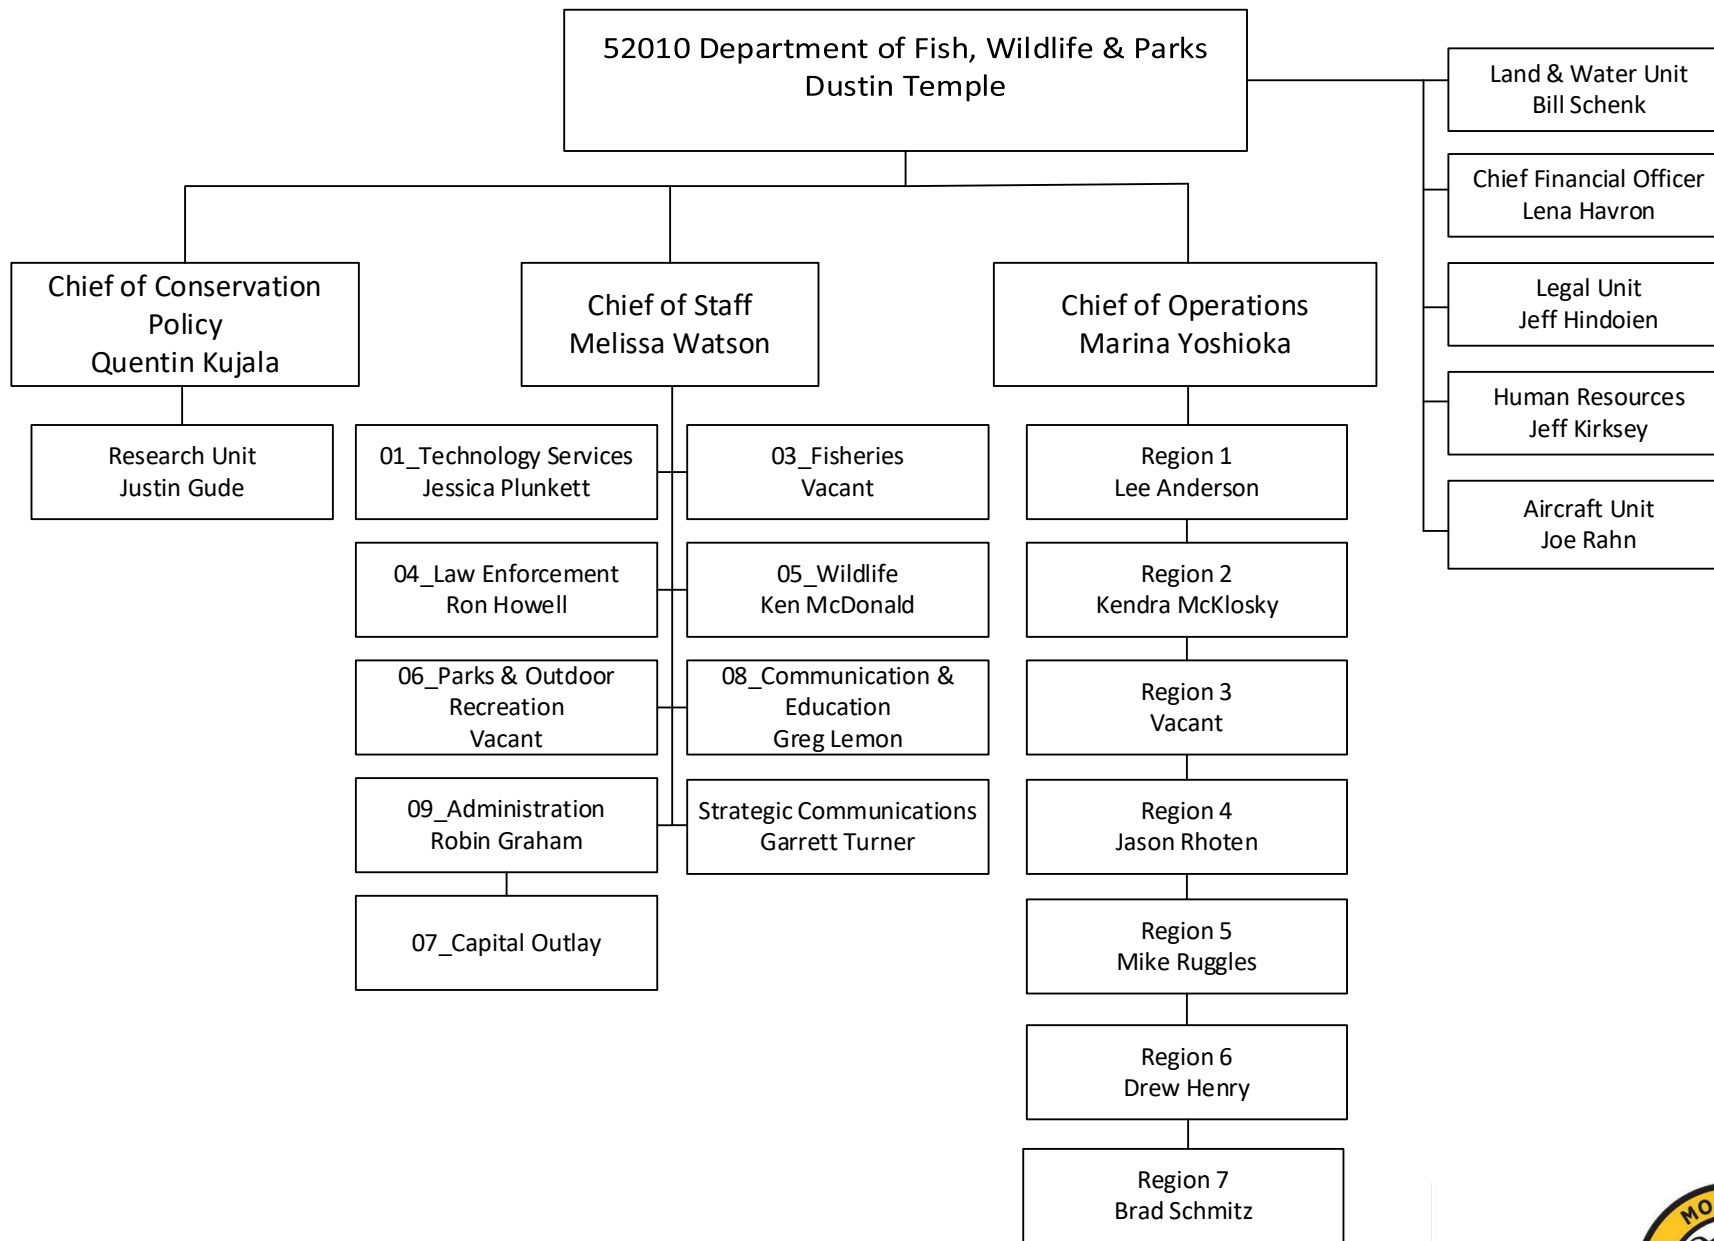 52010 Department of Fish, Wildlife & Parks
Dustin Temple
Land & Water Unit
Bill Schenk
Chief Financial Officer
Lena Havron
Legal Unit
Jeff Hindoien
Human Resources
Jeff Kirksey
Aircraft Unit
Joe Rahn
Chief of Conservation
Policy
Quentin Kujala
Research Unit
Justin Gude
Chief of Staff
Melissa Watson
01_Technology Services
Jessica Plunkett
03_Fisheries
Vacant
04_Law Enforcement
Ron Howell
05_Wildlife
Ken McDonald
06_Parks & Outdoor
Recreation
Vacant
08_Communication &
Education
Greg Lemon
09_Administration
Robin Graham
Strategic Communications
Garrett Turner
07_Capital Outlay
Chief of Operations
Marina Yoshioka
Region 1
Lee Anderson
Region 2
Kendra McKlosky
Region 3
Vacant
Region 4
Jason Rhoten
Region 5
Mike Ruggles
Region 6
Drew Henry
Region 7
Brad Schmitz
MO